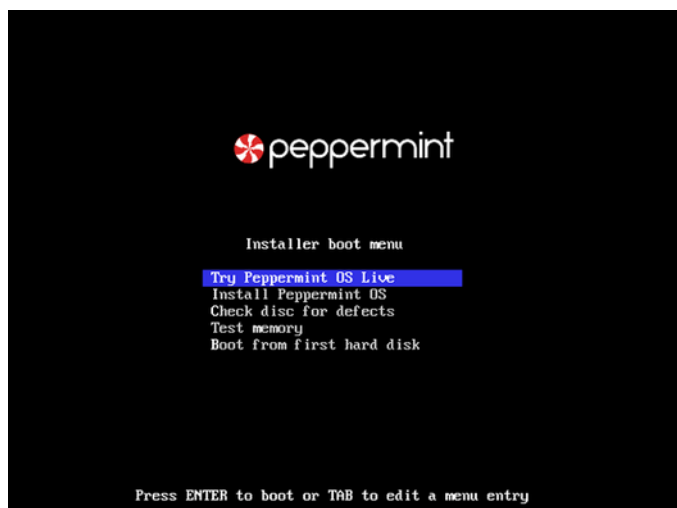 peppermint
Installer boot menu
Try Peppermint OS Live
Install Peppermint OS
Check disc for defects
Test memory
Boot from first hard disk
Press ENTER to boot or TAB to edit a menu entry